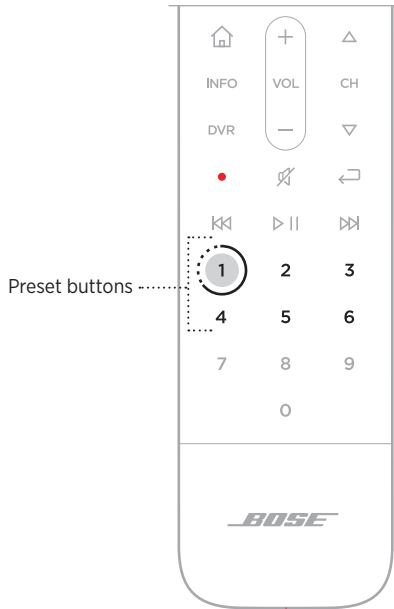 INFO VOL CH
DVR
Preset buttons
1 2 3
4 5 6
7 8 9
0
BOSE